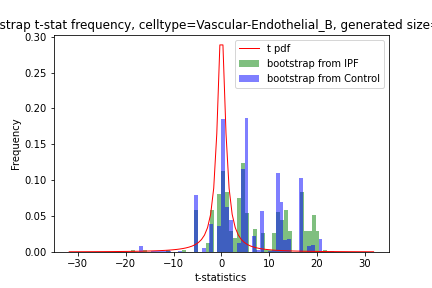 strap t-stat frequency, celltype=Vascular-Endothelial_B, generated size=
t pdf
bootstrap from IPF
bootstrap from Control
Frequency
0.30
0.25
0.20
0.15
0.10
0.05
0.00
−30 −20 −10 0 10 20 30
t-statistics